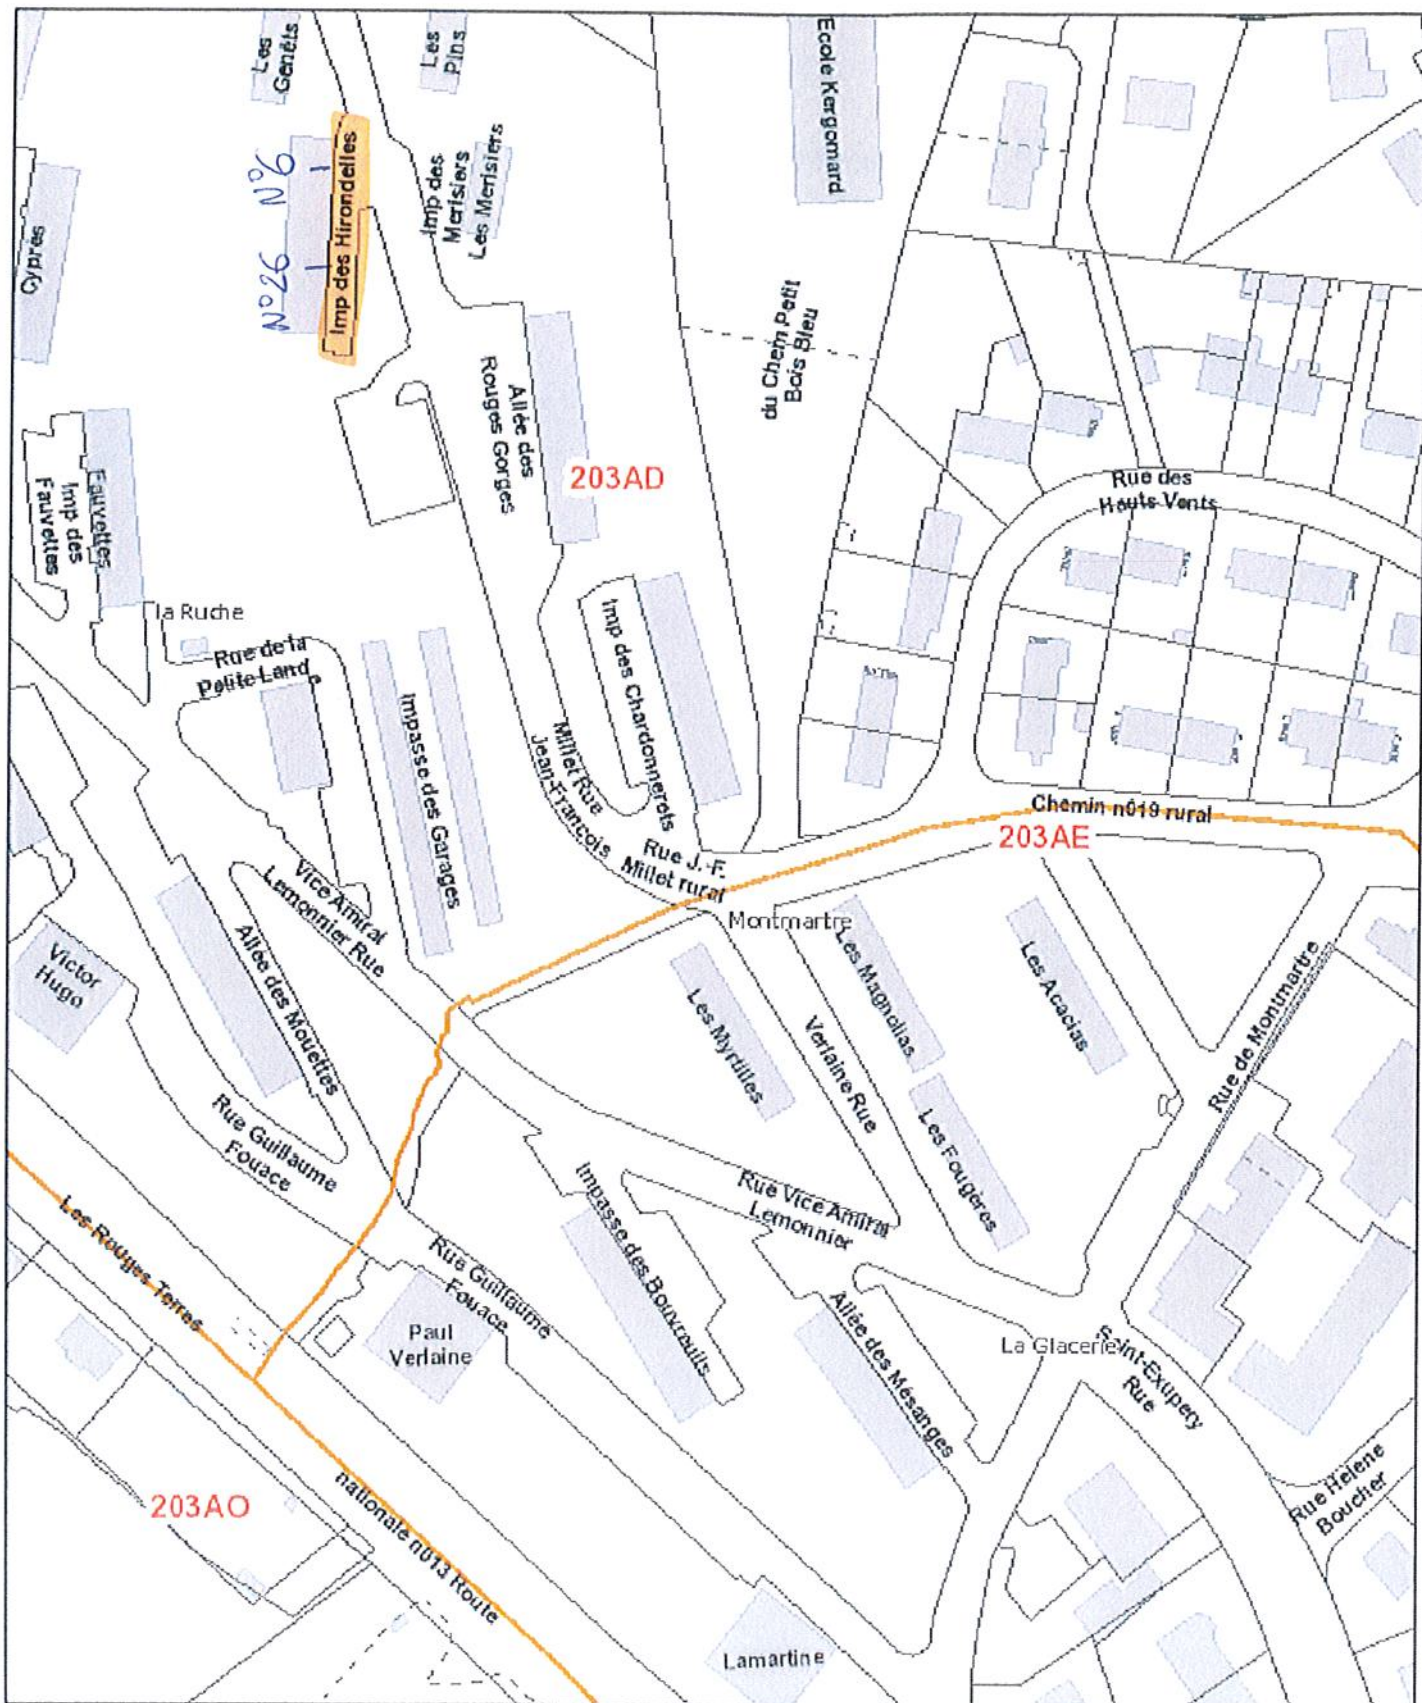 Les
Genêts
Les
Pins
Ecole Kergomard
Imp des Hirondelles
N°6
N°26
Imp des
Merisiers
Les Merisiers
Cyprès
du Chem Petit
Bois Bleu
Allée des
Rouges Gorges
203AD
Rue des
Hauts Vents
Fauvettes
Imp des
Fauvettes
la Ruche
Rue de la
Petite Land
e
Imp des Chardonnerets
Impasse des Garages
Millet Rue
Jean-François
Chemin n019 rural
203AE
Rue J.-F.
Millet rural
Montmartre
Vice Amiral
Lemonnier Rue
Victor
Hugo
Allée des Mouettes
Les Magnolias
Les Acacias
Les Myrtilles
Verlaine Rue
Rue de Montmartre
Rue Guillaume
Fouace
Les Fougères
Les Rouges Terres
Impasse des Bouvreuils
Rue Vice Amiral
Lemonnier
Rue Guillaume
Fouace
Paul
Verlaine
Allée des Mésanges
La Glacerie
Saint-Exupery
Rue
203AO
nationale n013 Route
Rue Helene
Boucher
Lamartine